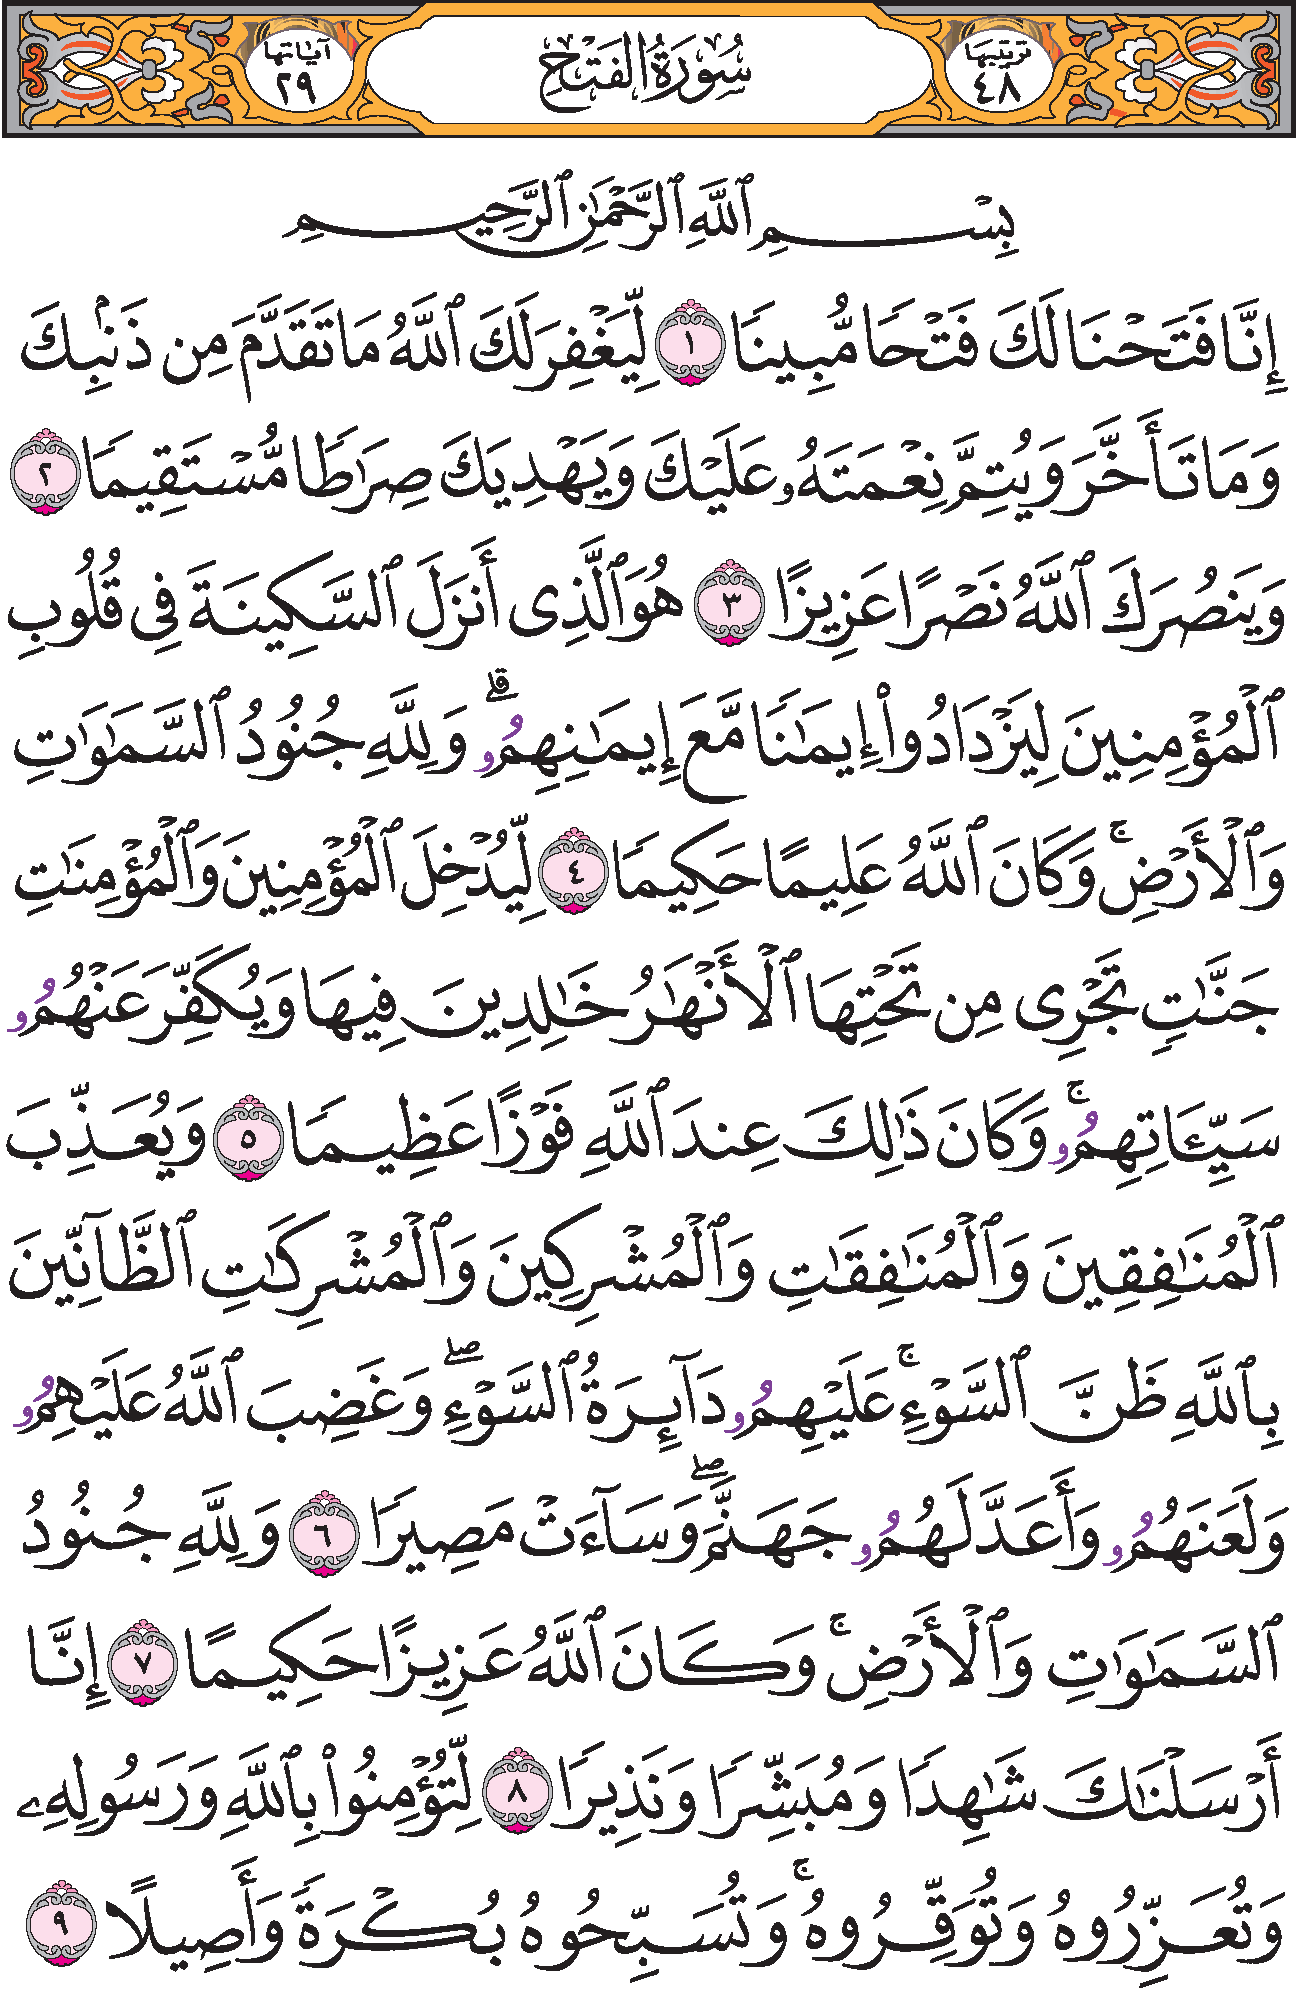 ترتيبها ٤٨ سُورَةُ الفَتْحِ آياتها ٢٩
بِسْمِ ٱللَّهِ ٱلرَّحْمَٰنِ ٱلرَّحِيمِ
إِنَّا فَتَحْنَا لَكَ فَتْحًا مُّبِينًا ١ لِّيَغْفِرَ لَكَ ٱللَّهُ مَا تَقَدَّمَ مِن ذَنۢبِكَ
وَمَا تَأَخَّرَ وَيُتِمَّ نِعْمَتَهُۥ عَلَيْكَ وَيَهْدِيَكَ صِرَٰطًا مُّسْتَقِيمًا ٢
وَيَنصُرَكَ ٱللَّهُ نَصْرًا عَزِيزًا ٣ هُوَ ٱلَّذِى أَنزَلَ ٱلسَّكِينَةَ فِى قُلُوبِ
ٱلْمُؤْمِنِينَ لِيَزْدَادُوٓا۟ إِيمَٰنًا مَّعَ إِيمَٰنِهِمُۥ ۗ وَلِلَّهِ جُنُودُ ٱلسَّمَٰوَٰتِ
وَٱلْأَرْضِ ۚ وَكَانَ ٱللَّهُ عَلِيمًا حَكِيمًا ٤ لِّيُدْخِلَ ٱلْمُؤْمِنِينَ وَٱلْمُؤْمِنَٰتِ
جَنَّٰتٍ تَجْرِى مِن تَحْتِهَا ٱلْأَنْهَٰرُ خَٰلِدِينَ فِيهَا وَيُكَفِّرَ عَنْهُمُۥ
سَيِّـَٔاتِهِمُۥ ۚ وَكَانَ ذَٰلِكَ عِندَ ٱللَّهِ فَوْزًا عَظِيمًا ٥ وَيُعَذِّبَ
ٱلْمُنَٰفِقِينَ وَٱلْمُنَٰفِقَٰتِ وَٱلْمُشْرِكِينَ وَٱلْمُشْرِكَٰتِ ٱلظَّآنِّينَ
بِٱللَّهِ ظَنَّ ٱلسَّوْءِ ۚ عَلَيْهِمُۥ دَآئِرَةُ ٱلسَّوْءِ ۖ وَغَضِبَ ٱللَّهُ عَلَيْهِمُۥ
وَلَعَنَهُمُۥ وَأَعَدَّ لَهُمُۥ جَهَنَّمَ ۖ وَسَآءَتْ مَصِيرًا ٦ وَلِلَّهِ جُنُودُ
ٱلسَّمَٰوَٰتِ وَٱلْأَرْضِ ۚ وَكَانَ ٱللَّهُ عَزِيزًا حَكِيمًا ٧ إِنَّا
أَرْسَلْنَٰكَ شَٰهِدًا وَمُبَشِّرًا وَنَذِيرًا ٨ لِّتُؤْمِنُوا۟ بِٱللَّهِ وَرَسُولِهِۦ
وَتُعَزِّرُوهُ وَتُوَقِّرُوهُ ۚ وَتُسَبِّحُوهُ بُكْرَةً وَأَصِيلًا ٩